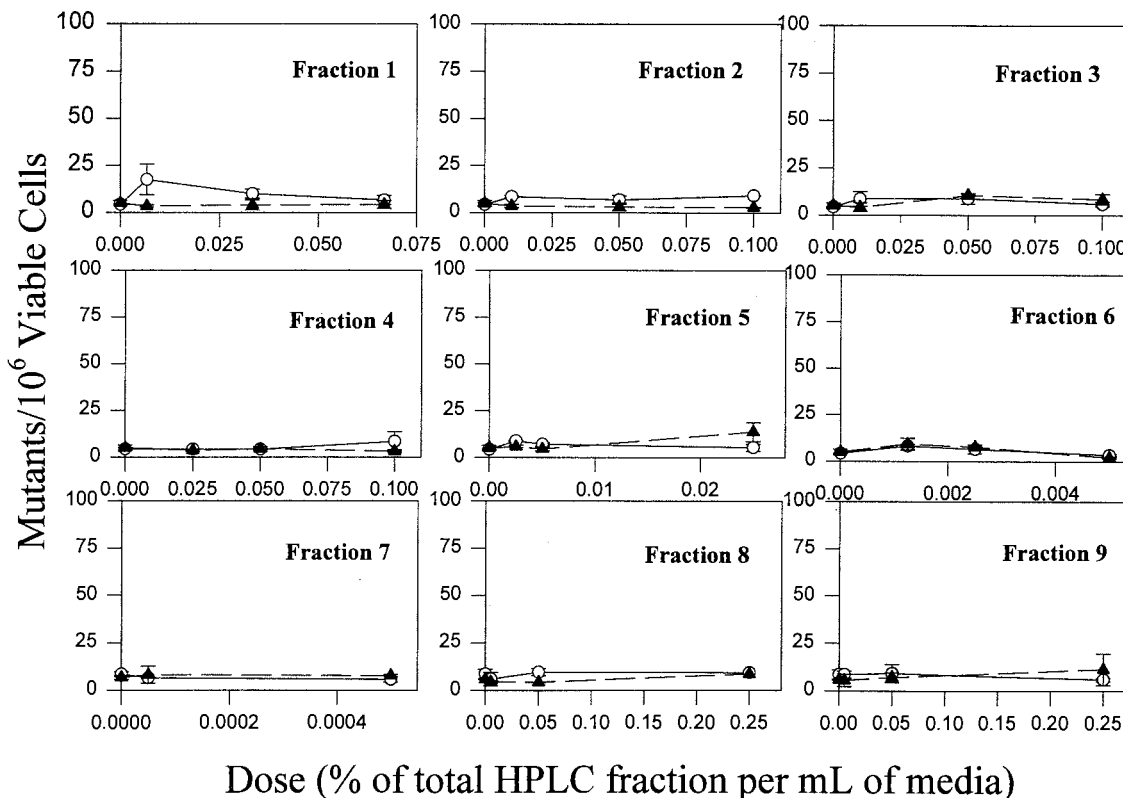 Mutants/10⁶ Viable Cells
100
75
50
25
0
Fraction 1
0.000 0.025 0.050 0.075
100
75
50
25
0
Fraction 2
0.000 0.025 0.050 0.075 0.100
100
75
50
25
0
Fraction 3
0.000 0.025 0.050 0.075 0.100
100
75
50
25
0
Fraction 4
0.000 0.025 0.050 0.075 0.100
100
75
50
25
0
Fraction 5
0.00 0.01 0.02
100
75
50
25
0
Fraction 6
0.000 0.002 0.004
100
75
50
25
0
Fraction 7
0.0000 0.0002 0.0004
100
75
50
25
0
Fraction 8
0.00 0.05 0.10 0.15 0.20 0.25
100
75
50
25
0
Fraction 9
0.00 0.05 0.10 0.15 0.20 0.25
Dose (% of total HPLC fraction per mL of media)